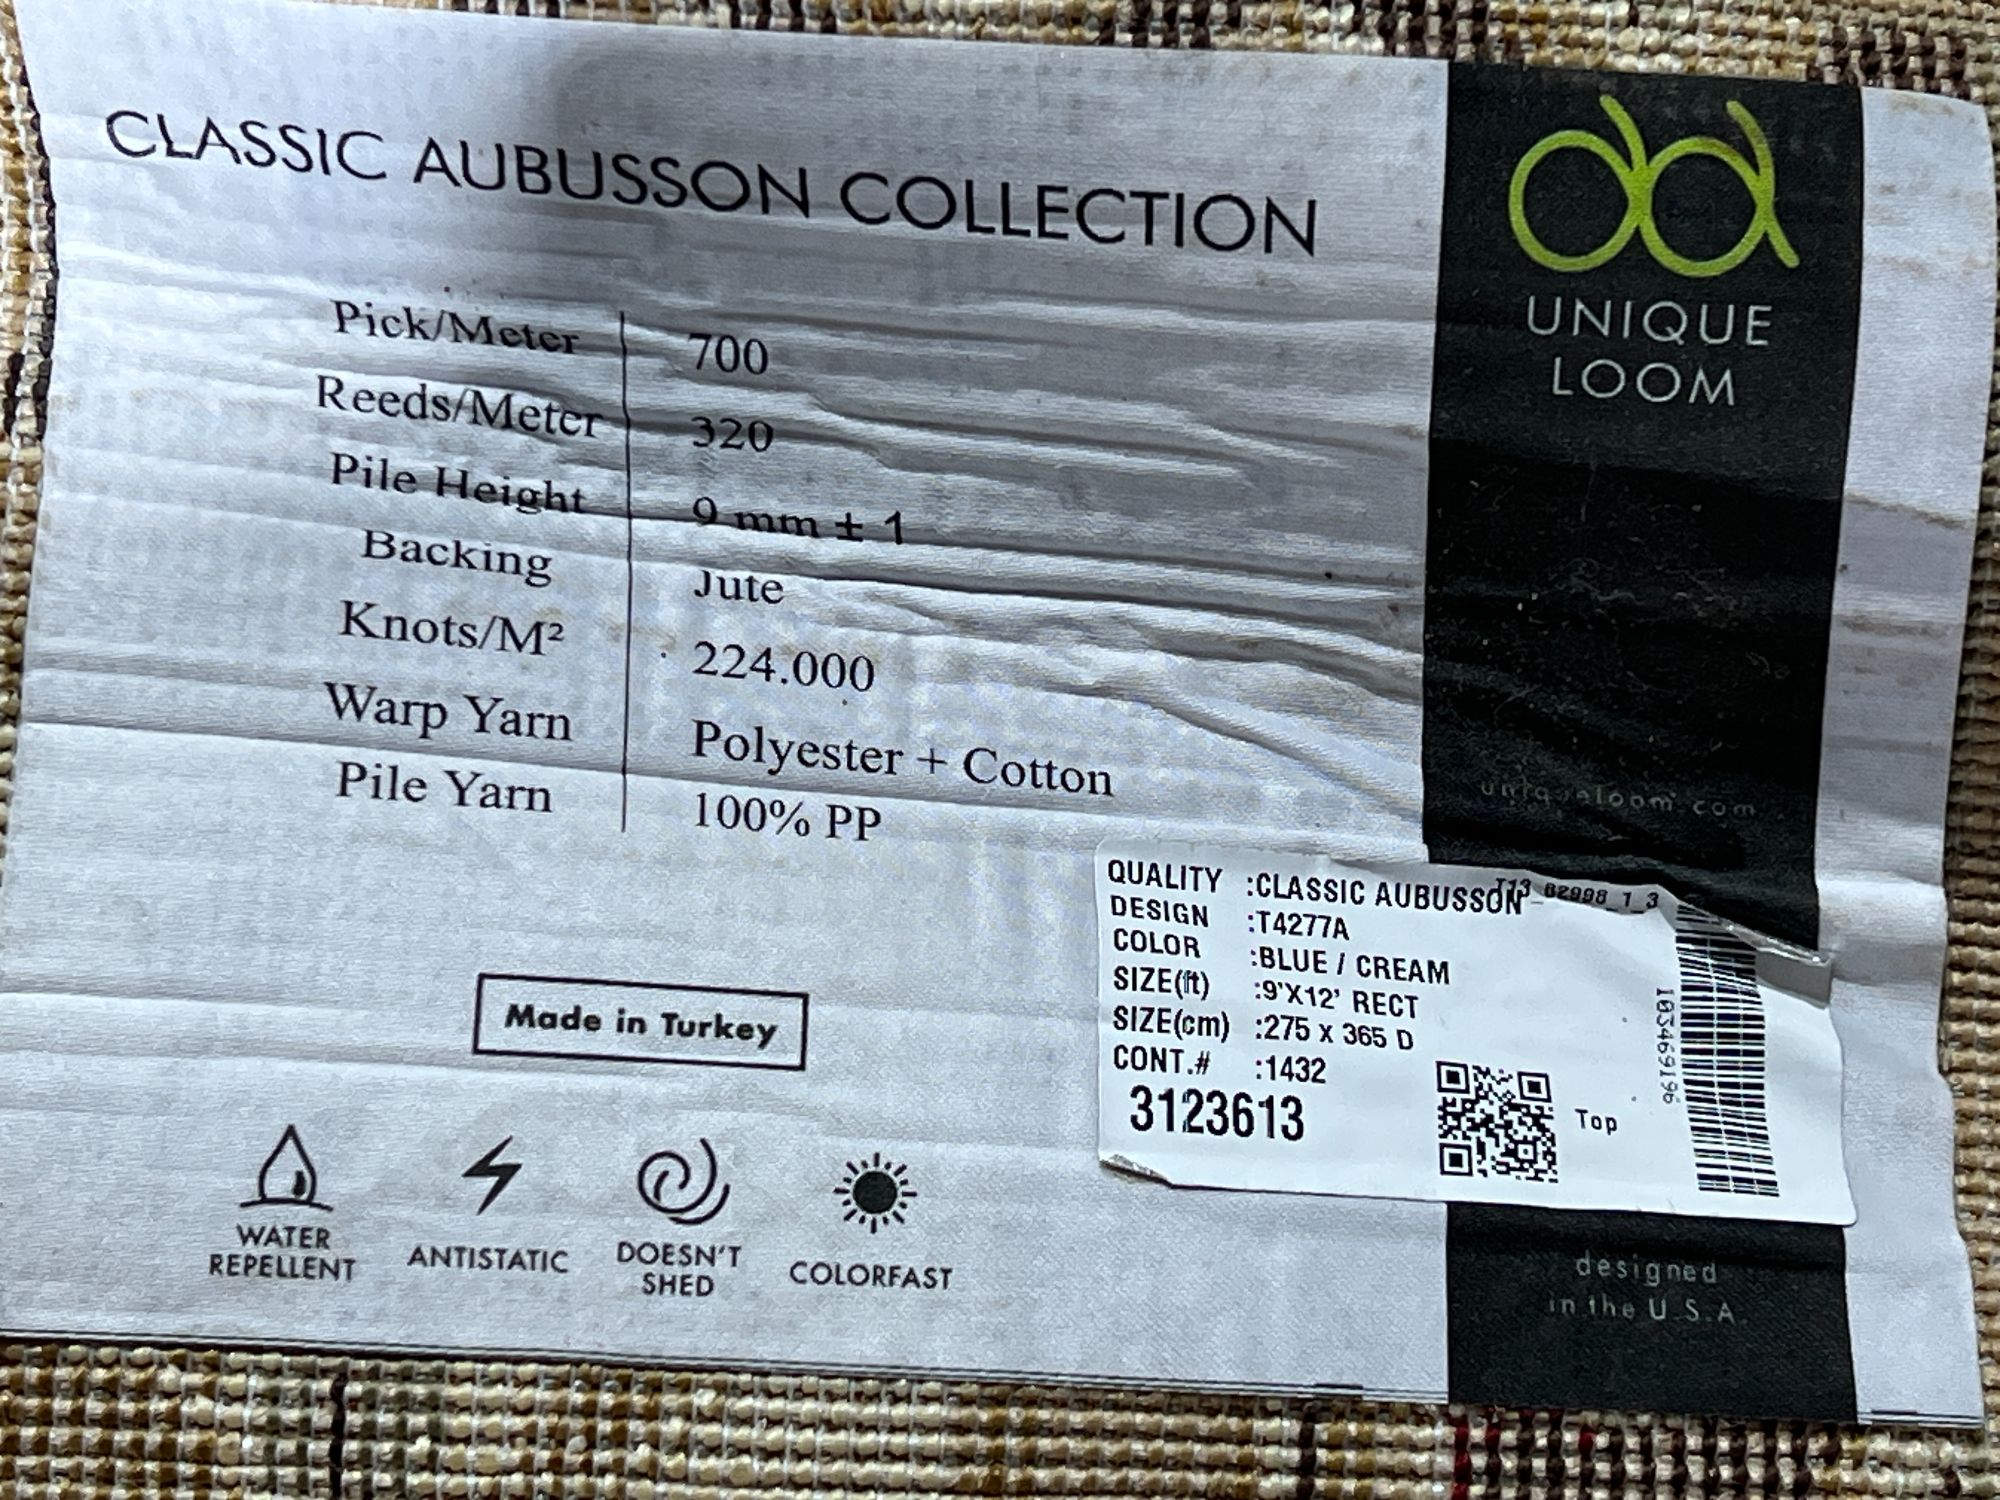 CLASSIC AUBUSSON COLLECTION
Pick/Meter 700
Reeds/Meter 320
Pile Height 9 mm ± 1
Backing Jute
Knots/M² 224.000
Warp Yarn Polyester + Cotton
Pile Yarn 100% PP
Made in Turkey
WATER
REPELLENT
ANTISTATIC
DOESN'T
SHED
COLORFAST
UNIQUE
LOOM
uniqueloom.com
QUALITY :CLASSIC AUBUSSON
T13_62998_1_3
DESIGN :T4277A
COLOR :BLUE / CREAM
SIZE(ft) :9'X12' RECT
SIZE(cm) :275 x 365 D
CONT.# :1432
3123613
Top
103469196
designed
in the U.S.A.